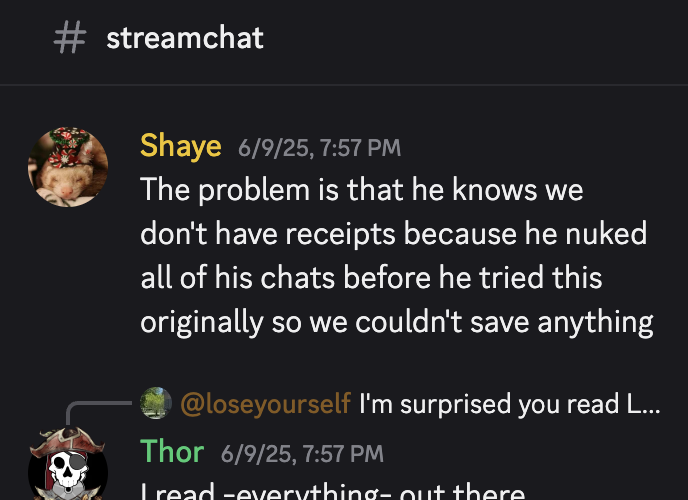 # streamchat
Shaye 6/9/25, 7:57 PM
The problem is that he knows we
don't have receipts because he nuked
all of his chats before he tried this
originally so we couldn't save anything
@loseyourself I'm surprised you read L...
Thor 6/9/25, 7:57 PM
I read -everything- out there